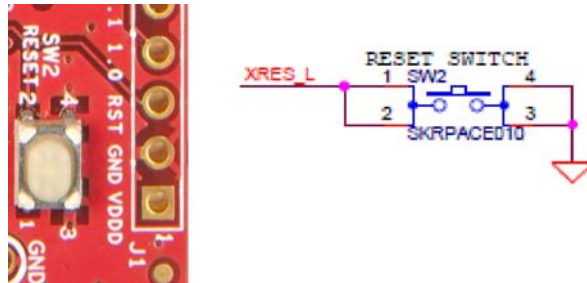 SW2
RESET
2
4
1
3
GND
.1
1.0
RST
GND
VDDD
1
J1
RESET SWITCH
XRES_L
1
SW2
4
2
3
SKRPACE010